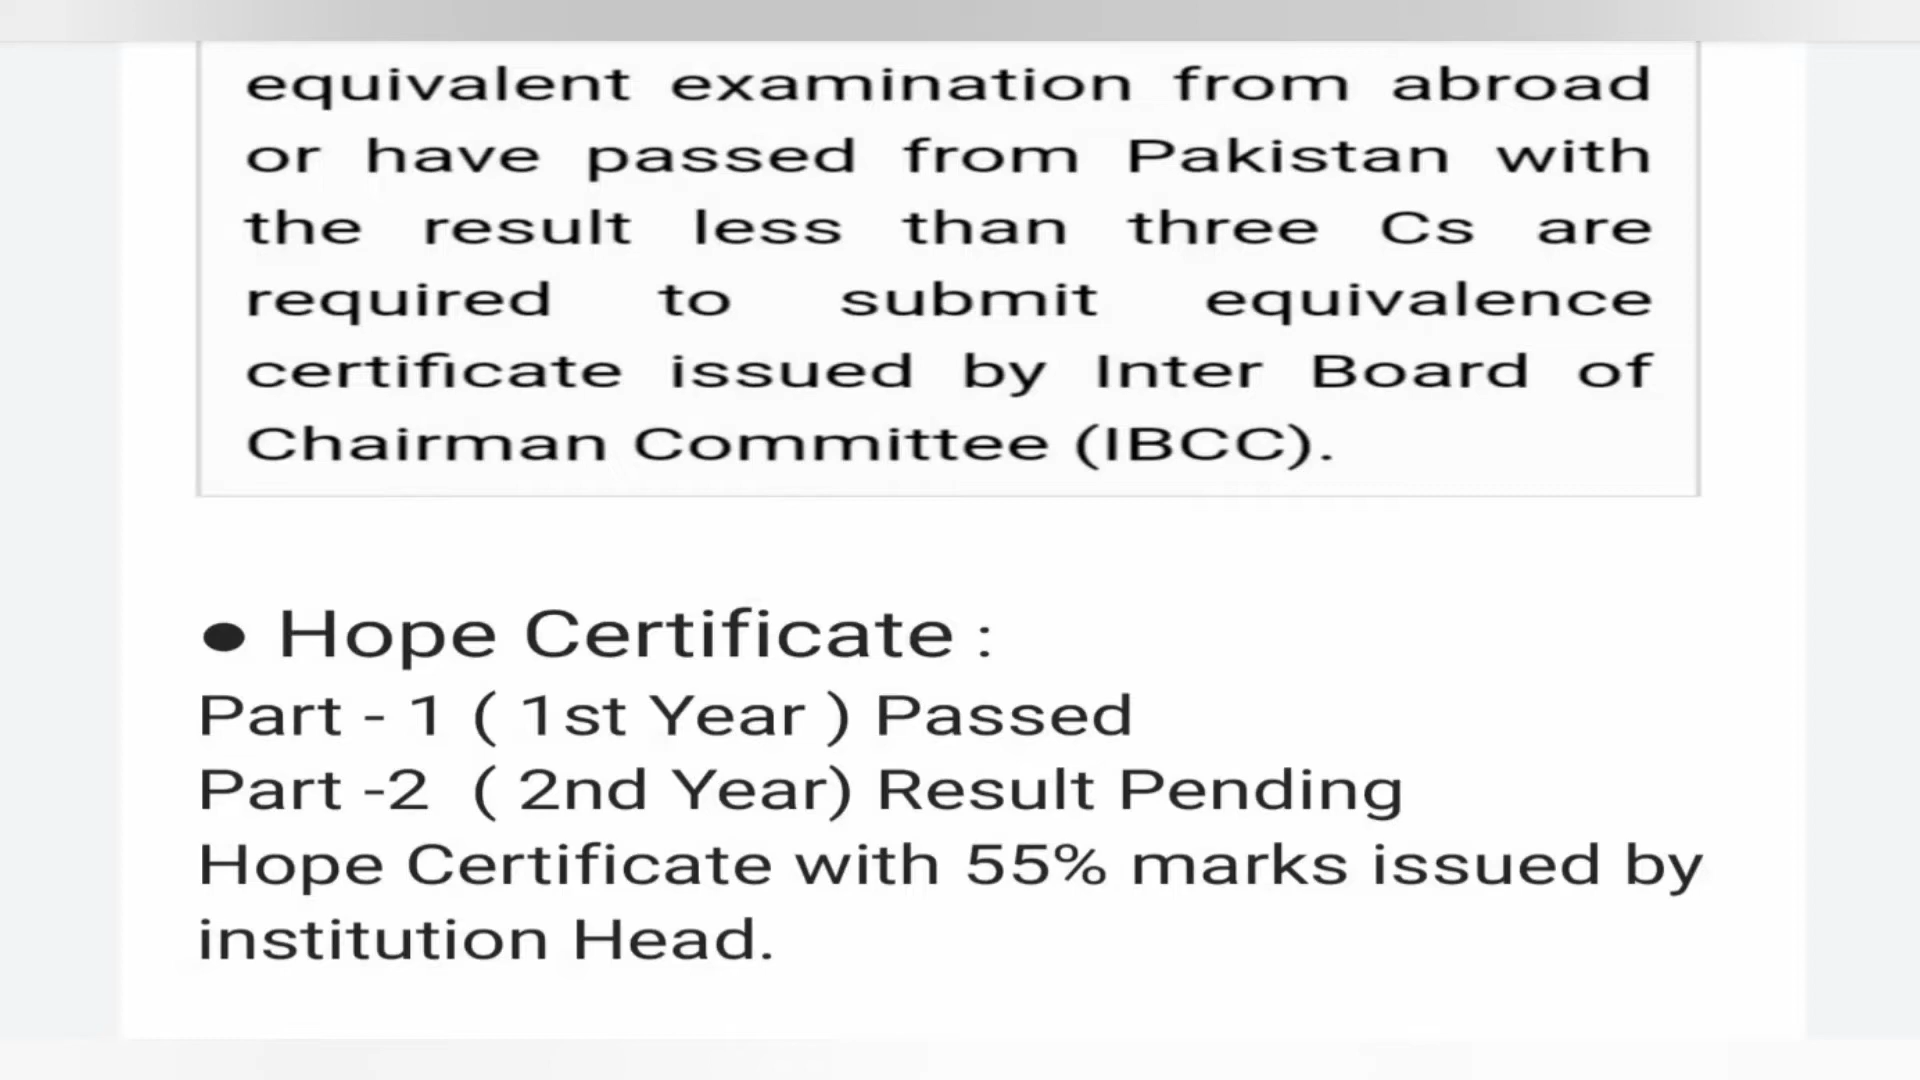 equivalent examination from abroad
or have passed from Pakistan with
the result less than three Cs are
required to submit equivalence
certificate issued by Inter Board of
Chairman Committee (IBCC).
● Hope Certificate :
Part - 1 ( 1st Year ) Passed
Part -2 ( 2nd Year) Result Pending
Hope Certificate with 55% marks issued by
institution Head.